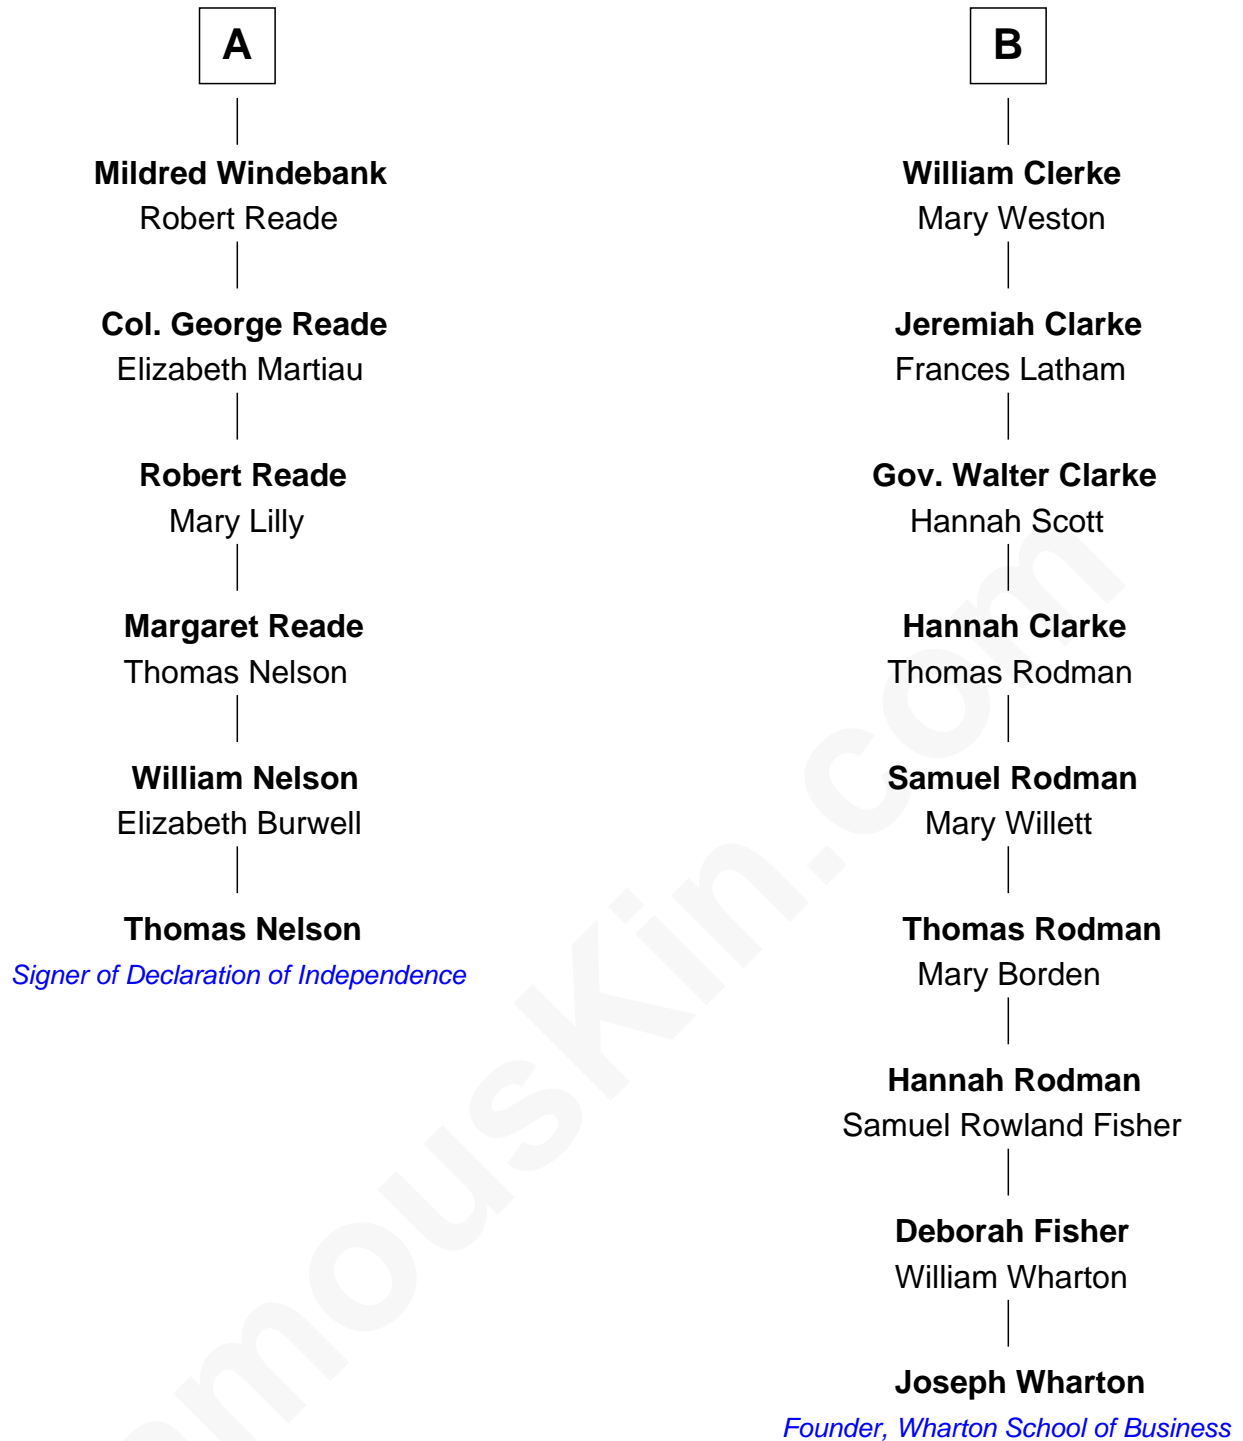 A
Mildred Windebank
Robert Reade
Col. George Reade
Elizabeth Martiau
Robert Reade
Mary Lilly
Margaret Reade
Thomas Nelson
William Nelson
Elizabeth Burwell
Thomas Nelson
Signer of Declaration of Independence
B
William Clerke
Mary Weston
Jeremiah Clarke
Frances Latham
Gov. Walter Clarke
Hannah Scott
Hannah Clarke
Thomas Rodman
Samuel Rodman
Mary Willett
Thomas Rodman
Mary Borden
Hannah Rodman
Samuel Rowland Fisher
Deborah Fisher
William Wharton
Joseph Wharton
Founder, Wharton School of Business
amouskin.com